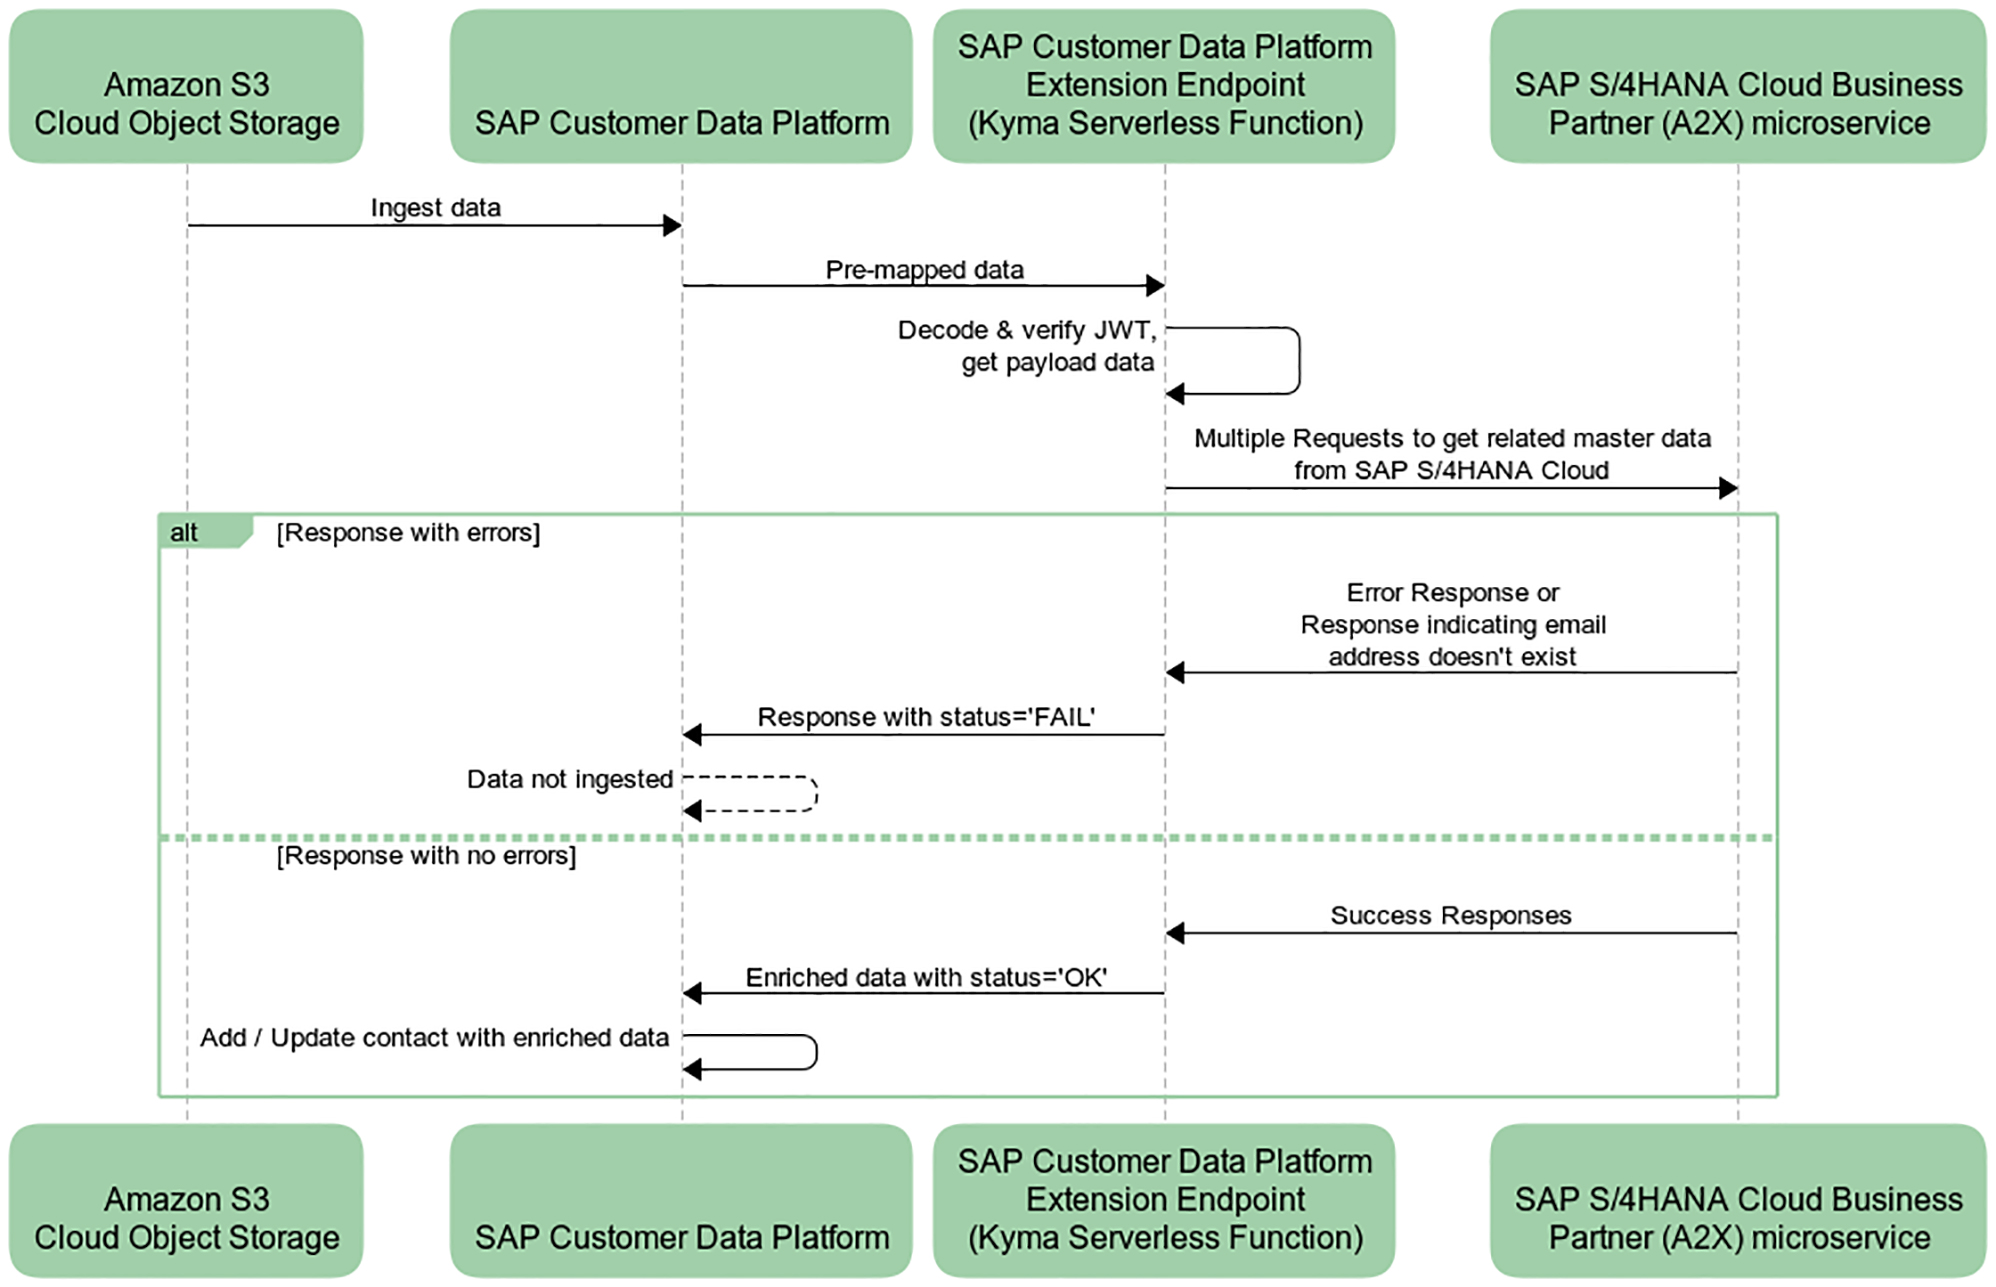 Amazon S3
Cloud Object Storage
SAP Customer Data Platform
SAP Customer Data Platform
Extension Endpoint
(Kyma Serverless Function)
SAP S/4HANA Cloud Business
Partner (A2X) microservice
Ingest data
Pre-mapped data
Decode & verify JWT,
get payload data
Multiple Requests to get related master data
from SAP S/4HANA Cloud
alt
[Response with errors]
Error Response or
Response indicating email
address doesn't exist
Response with status='FAIL'
Data not ingested
[Response with no errors]
Success Responses
Enriched data with status='OK'
Add / Update contact with enriched data
Amazon S3
Cloud Object Storage
SAP Customer Data Platform
SAP Customer Data Platform
Extension Endpoint
(Kyma Serverless Function)
SAP S/4HANA Cloud Business
Partner (A2X) microservice